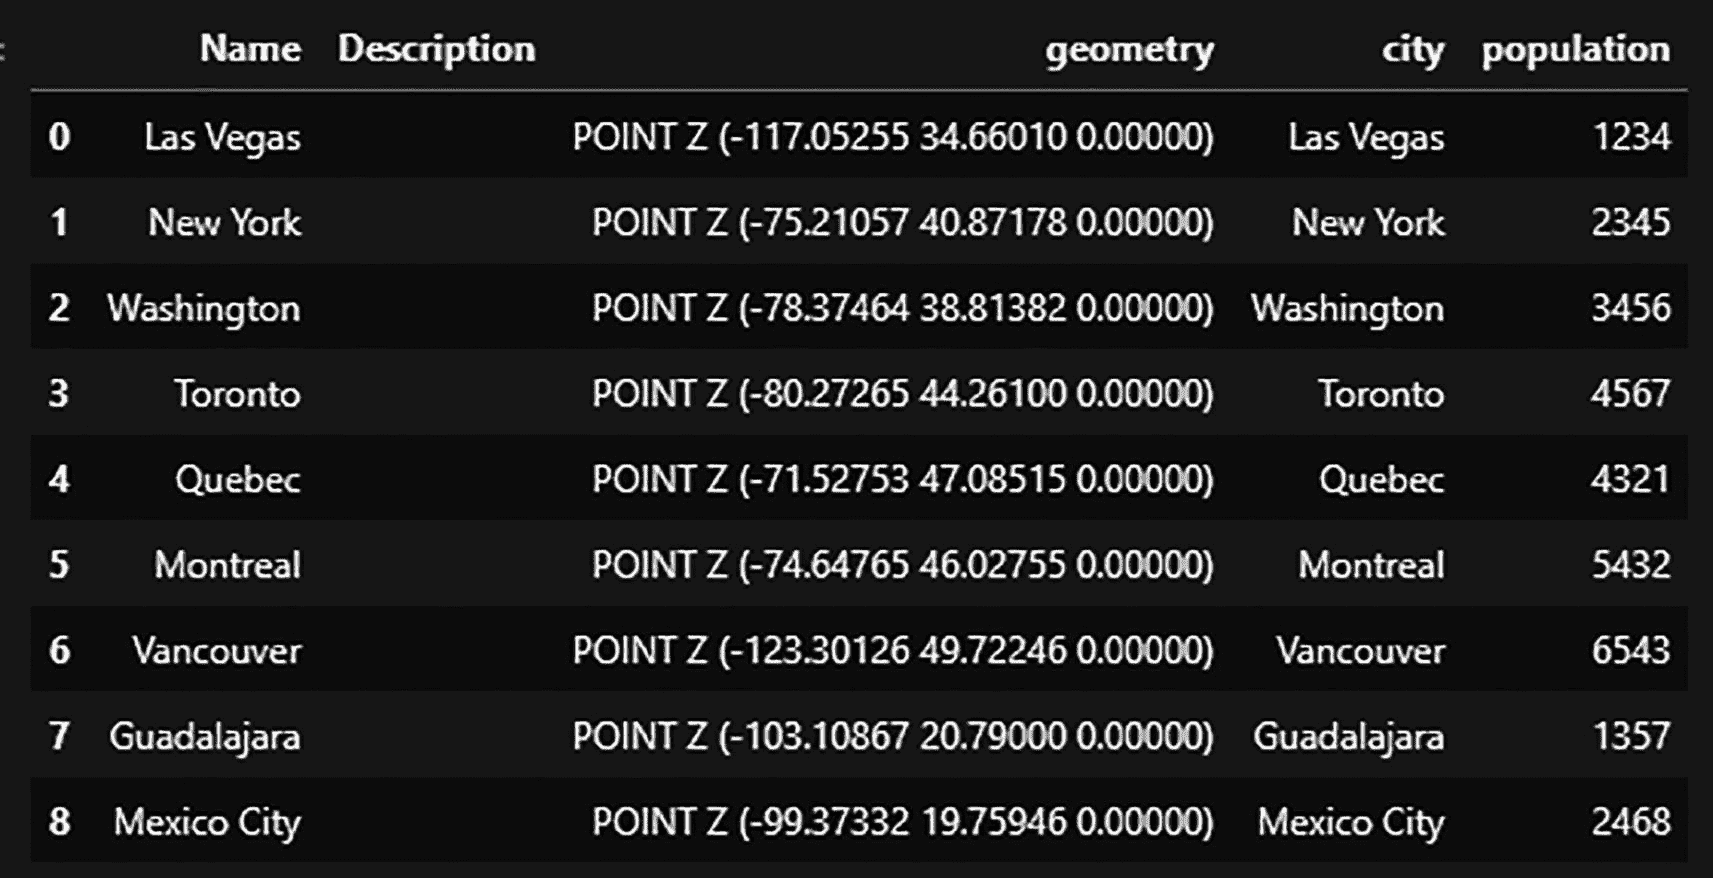 Name Description geometry city population
0 Las Vegas POINT Z (-117.05255 34.66010 0.00000) Las Vegas 1234
1 New York POINT Z (-75.21057 40.87178 0.00000) New York 2345
2 Washington POINT Z (-78.37464 38.81382 0.00000) Washington 3456
3 Toronto POINT Z (-80.27265 44.26100 0.00000) Toronto 4567
4 Quebec POINT Z (-71.52753 47.08515 0.00000) Quebec 4321
5 Montreal POINT Z (-74.64765 46.02755 0.00000) Montreal 5432
6 Vancouver POINT Z (-123.30126 49.72246 0.00000) Vancouver 6543
7 Guadalajara POINT Z (-103.10867 20.79000 0.00000) Guadalajara 1357
8 Mexico City POINT Z (-99.37332 19.75946 0.00000) Mexico City 2468